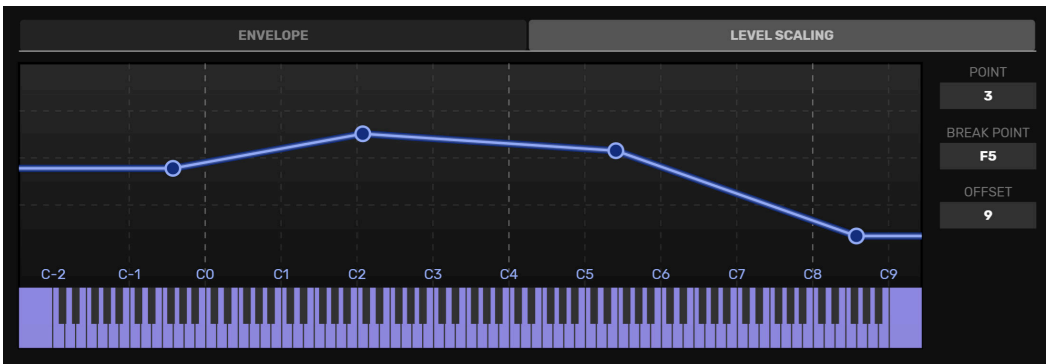 ENVELOPE
LEVEL SCALING
POINT
3
BREAK POINT
F5
OFFSET
9
C-2 C-1 C0 C1 C2 C3 C4 C5 C6 C7 C8 C9